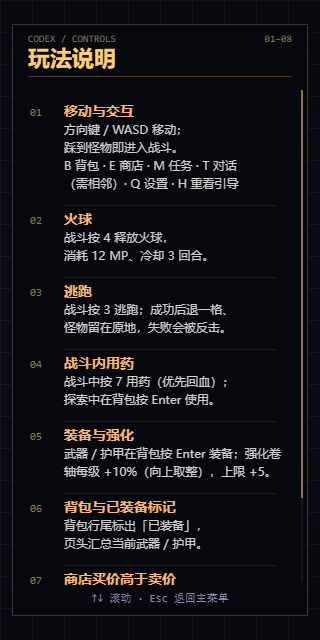 CODEX / CONTROLS 01–08
玩法说明
01 移动与交互
方向键 / WASD 移动；
踩到怪物即进入战斗。
B 背包 · E 商店 · M 任务 · T 对话
（需相邻）· Q 设置 · H 重看引导
02 火球
战斗按 4 释放火球，
消耗 12 MP、冷却 3 回合。
03 逃跑
战斗按 3 逃跑；成功后退一格、
怪物留在原地，失败会被反击。
04 战斗内用药
战斗中按 7 用药（优先回血）；
探索中在背包按 Enter 使用。
05 装备与强化
武器 / 护甲在背包按 Enter 装备；强化卷
轴每级 +10%（向上取整），上限 +5。
06 背包与已装备标记
背包行尾标出「已装备」，
页头汇总当前武器 / 护甲。
07 商店买价高于卖价
↑↓ 滚动 · Esc 返回主菜单